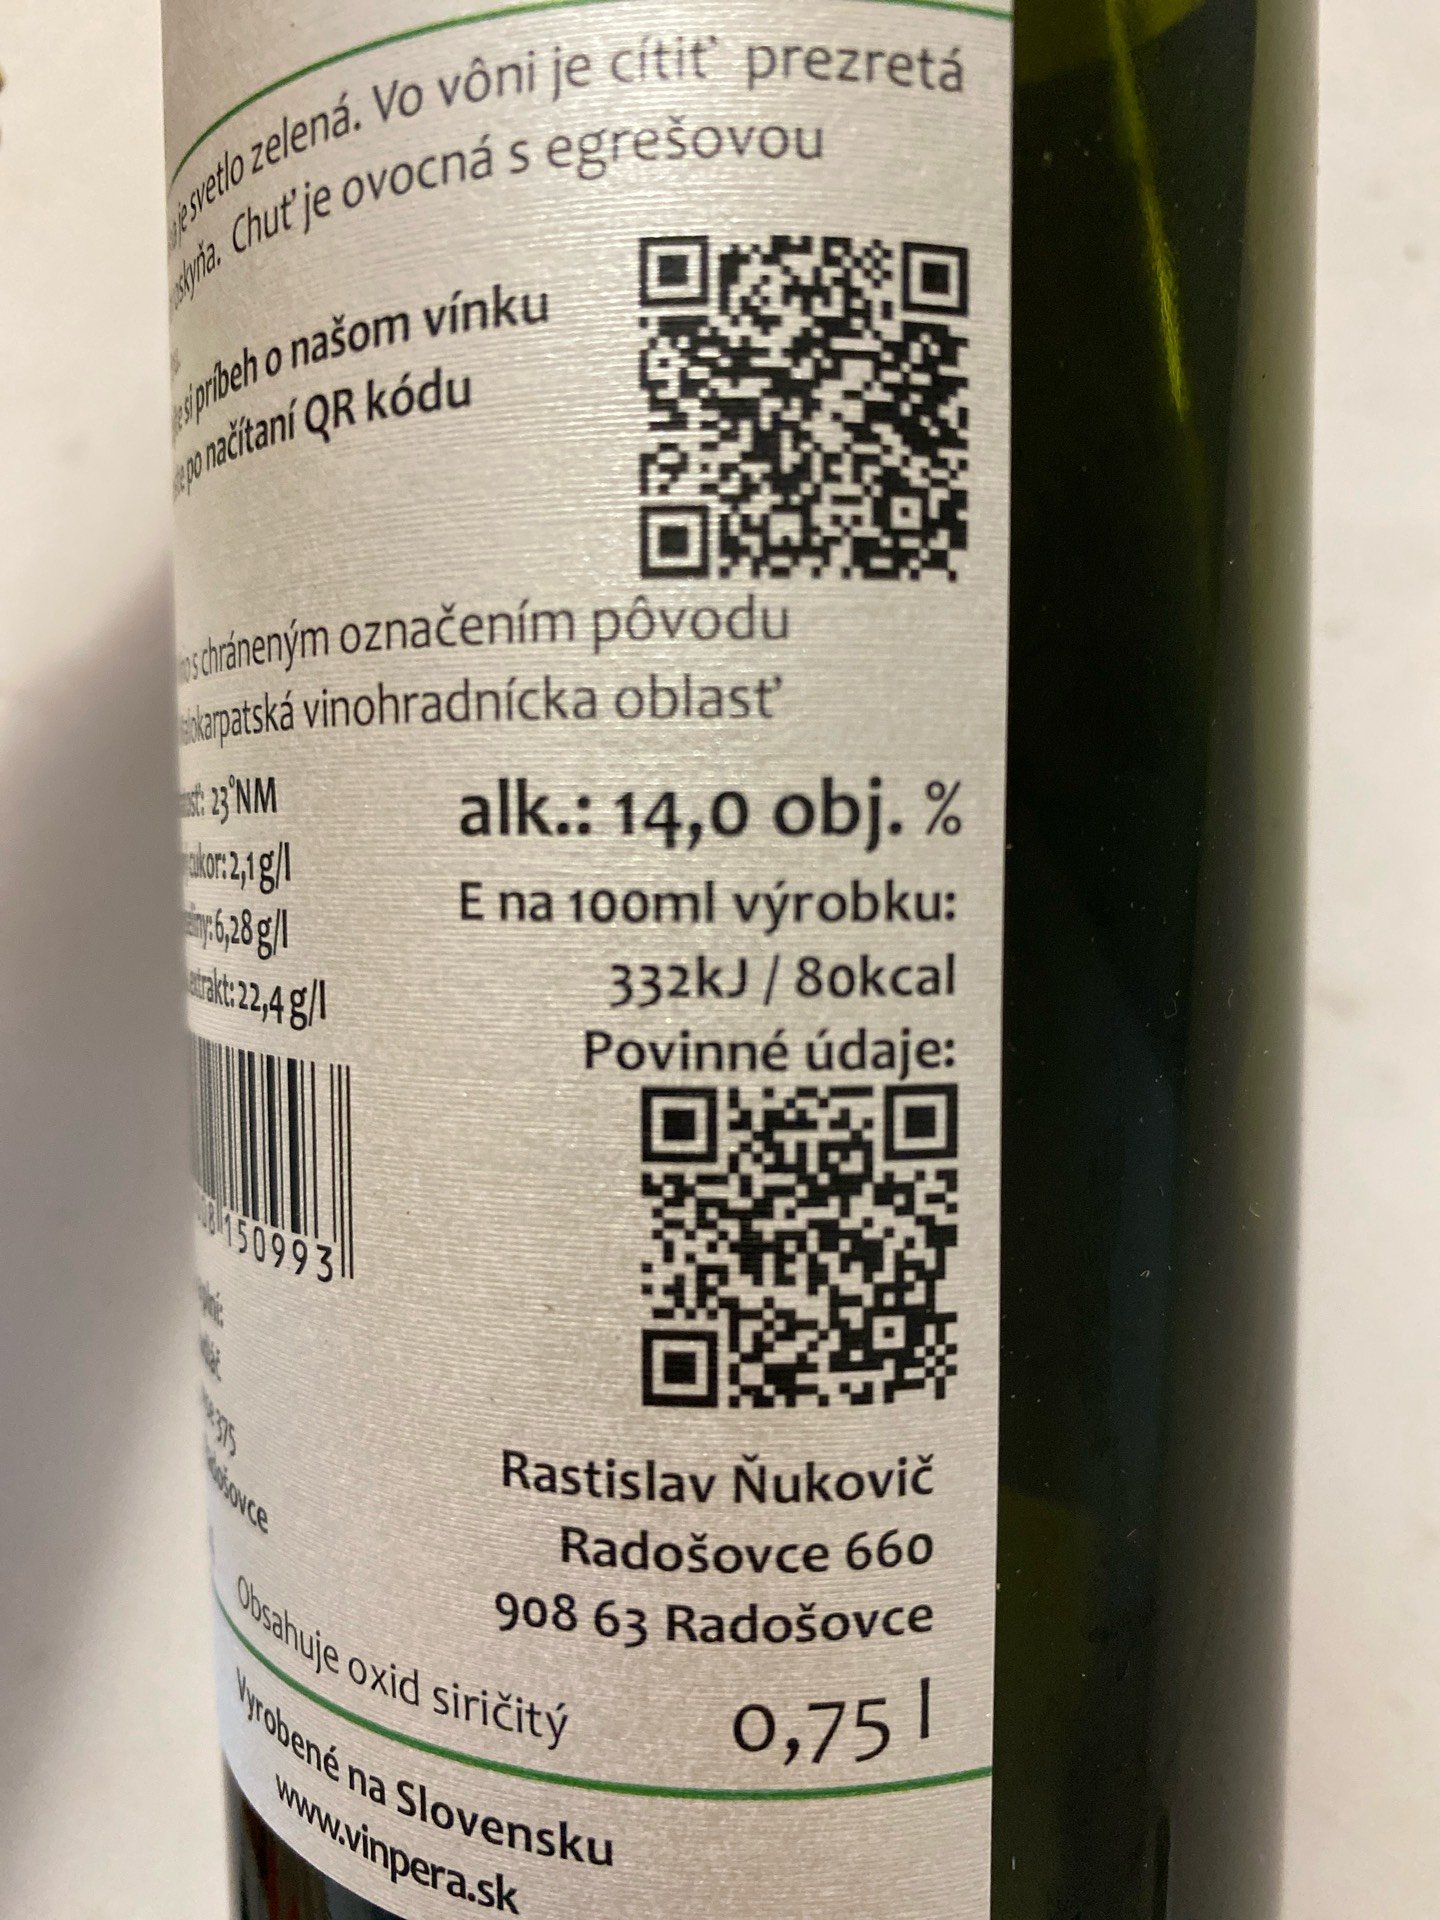 je svetlo zelená. Vo vôni je cítiť prezretá
Chuť je ovocná s egrešovou
si príbeh o našom vínku
po načítaní QR kódu
s chráneným označením pôvodu
vinohradnícka oblasť
23°NM
cukor: 2,1 g/l
6,28 g/l
extrakt: 22,4 g/l
alk.: 14,0 obj. %
E na 100ml výrobku:
332kJ / 80kcal
Povinné údaje:
150993
375
Rastislav Ňukovič
Radošovce 660
908 63 Radošovce
Obsahuje oxid siričitý
0,75 l
Vyrobené na Slovensku
www.vinpera.sk